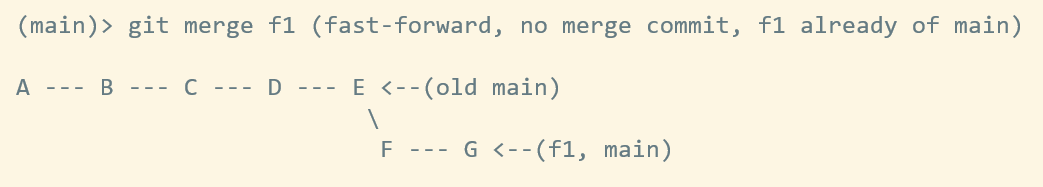 (main)> git merge f1 (fast-forward, no merge commit, f1 already of main)
A --- B --- C --- D --- E <--(old main)
\
F --- G <--(f1, main)